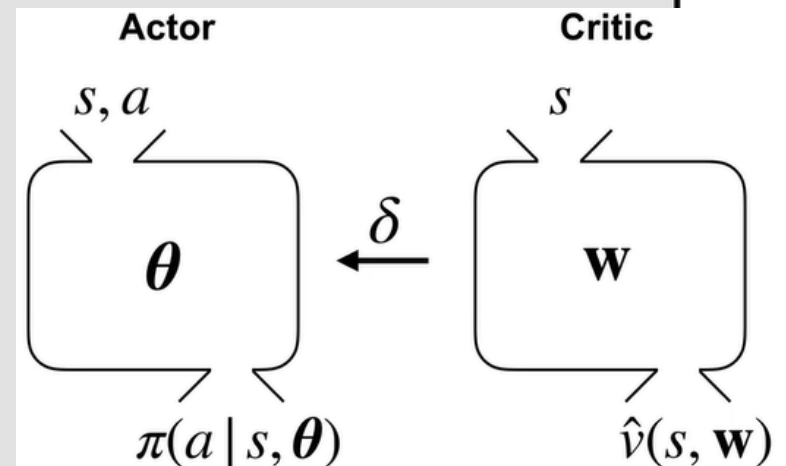 Actor
Critic
s, a
s
δ
θ
w
π(a | s, θ)
v̂(s, w)